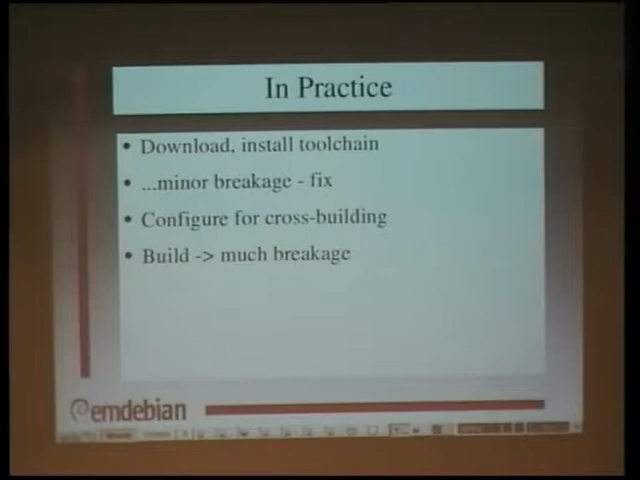 In Practice
• Download, install toolchain
• ...minor breakage - fix
• Configure for cross-building
• Build -> much breakage
emdebian